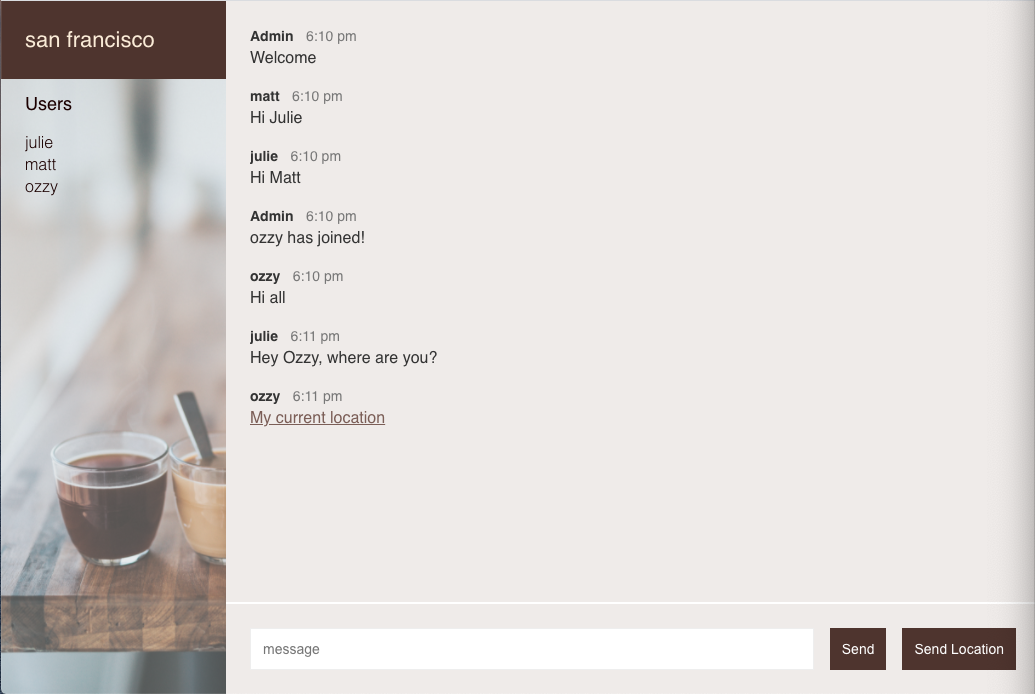 san francisco
Users
julie
matt
ozzy
Admin 6:10 pm
Welcome
matt 6:10 pm
Hi Julie
julie 6:10 pm
Hi Matt
Admin 6:10 pm
ozzy has joined!
ozzy 6:10 pm
Hi all
julie 6:11 pm
Hey Ozzy, where are you?
ozzy 6:11 pm
My current location
message
Send
Send Location